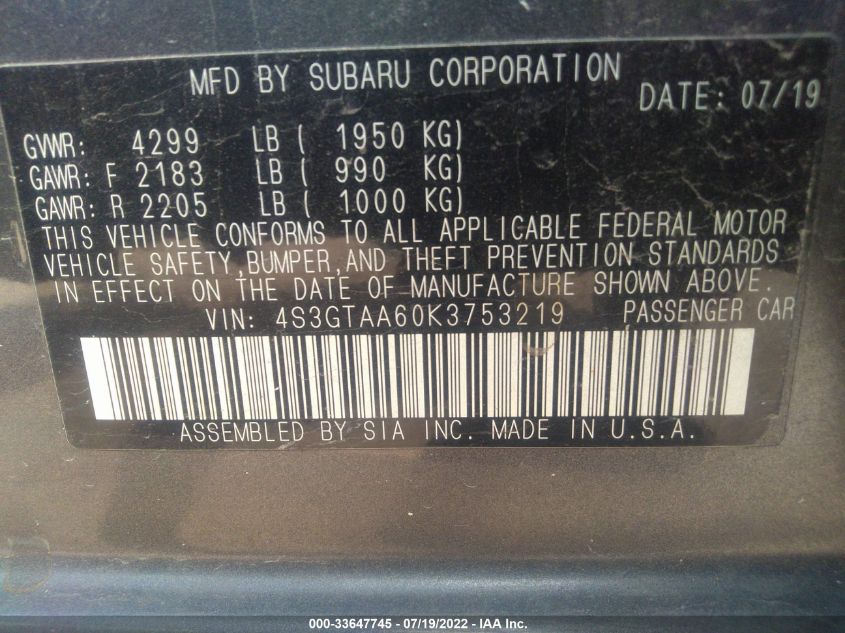 MFD BY SUBARU CORPORATION
DATE: 07/19
GVWR: 4299 LB ( 1950 KG)
GAWR: F 2183 LB ( 990 KG)
GAWR: R 2205 LB ( 1000 KG)
THIS VEHICLE CONFORMS TO ALL APPLICABLE FEDERAL MOTOR
VEHICLE SAFETY,BUMPER,AND THEFT PREVENTION STANDARDS
IN EFFECT ON THE DATE OF MANUFACTURE SHOWN ABOVE.
VIN: 4S3GTAA60K3753219 PASSENGER CAR
ASSEMBLED BY SIA INC. MADE IN U.S.A.
000-33647745 - 07/19/2022 - IAA Inc.